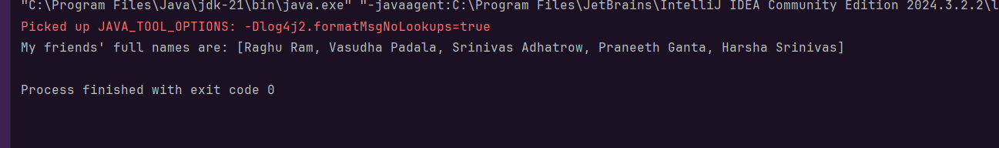 "C:\Program Files\Java\jdk-21\bin\java.exe" "-javaagent:C:\Program Files\JetBrains\IntelliJ IDEA Community Edition 2024.3.2.2\l
Picked up JAVA_TOOL_OPTIONS: -Dlog4j2.formatMsgNoLookups=true
My friends' full names are: [Raghu Ram, Vasudha Padala, Srinivas Adhatrow, Praneeth Ganta, Harsha Srinivas]
Process finished with exit code 0